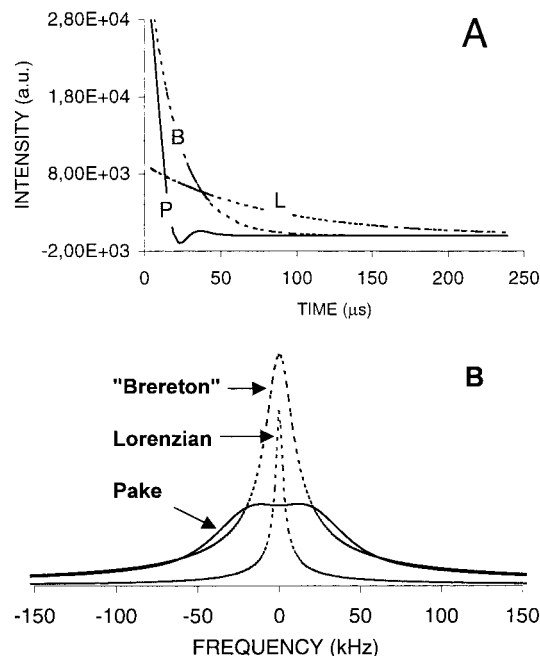 A
2,80E+04
1,80E+04
8,00E+03
-2,00E+03
INTENSITY (a.u.)
B
L
P
0
50
100
150
200
250
TIME (µs)
B
"Brereton"
Lorenzian
Pake
-150
-100
-50
0
50
100
150
FREQUENCY (kHz)